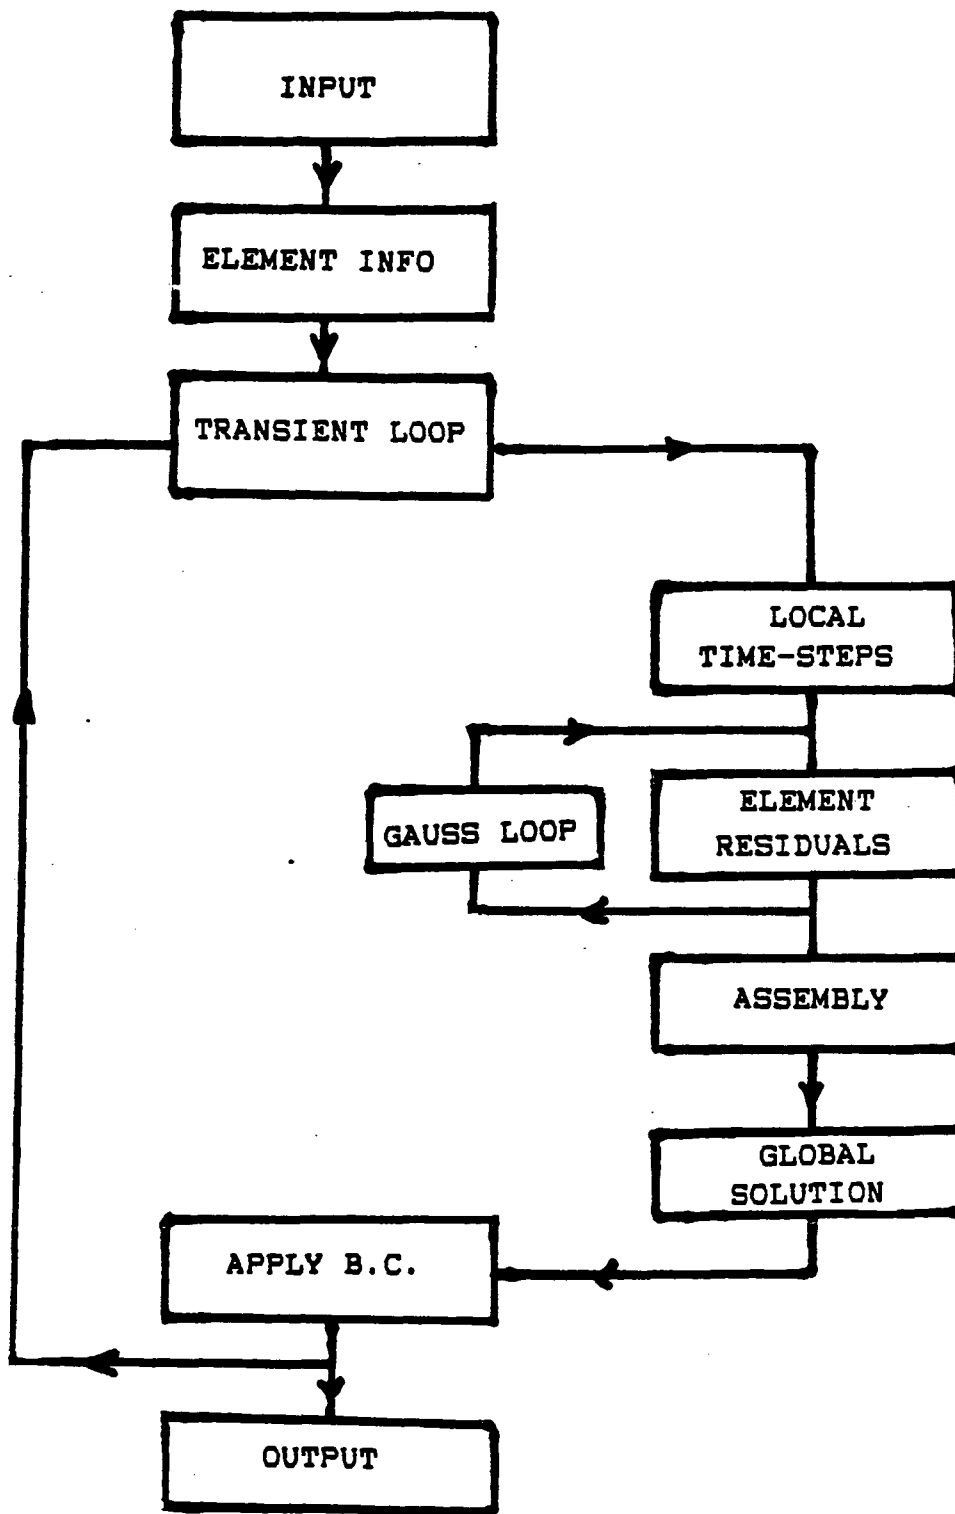 INPUT
ELEMENT INFO
TRANSIENT LOOP
LOCAL
TIME-STEPS
ELEMENT
RESIDUALS
GAUSS LOOP
ASSEMBLY
GLOBAL
SOLUTION
APPLY B.C.
OUTPUT